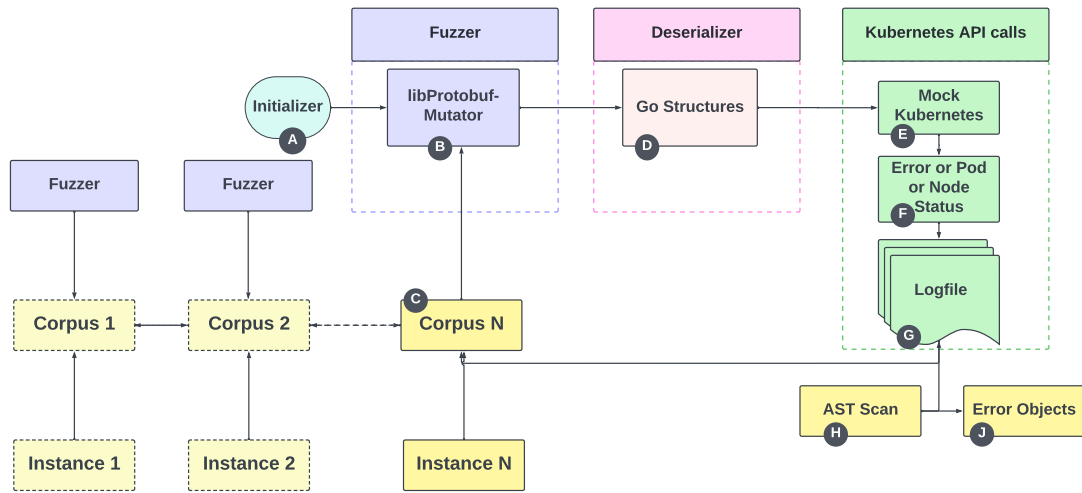 Fuzzer
Deserializer
Kubernetes API calls
Initializer
A
libProtobuf-
Mutator
B
Go Structures
D
Mock
Kubernetes
E
Error or Pod
or Node
Status
F
Fuzzer
Fuzzer
Logfile
G
Corpus 1
Corpus 2
C
Corpus N
AST Scan
H
Error Objects
J
Instance 1
Instance 2
Instance N